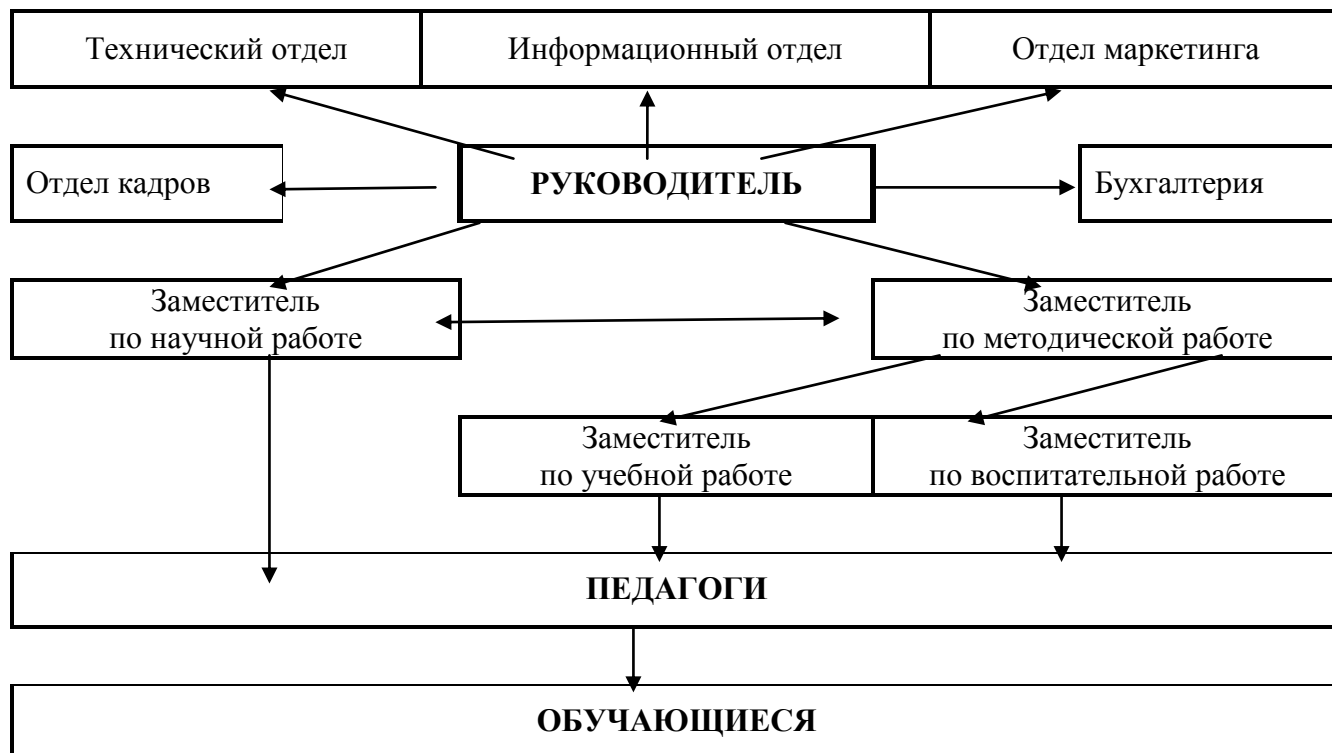 Технический отдел
Информационный отдел
Отдел маркетинга
Отдел кадров
РУКОВОДИТЕЛЬ
Бухгалтерия
Заместитель
по научной работе
Заместитель
по методической работе
Заместитель
по учебной работе
Заместитель
по воспитательной работе
ПЕДАГОГИ
ОБУЧАЮЩИЕСЯ